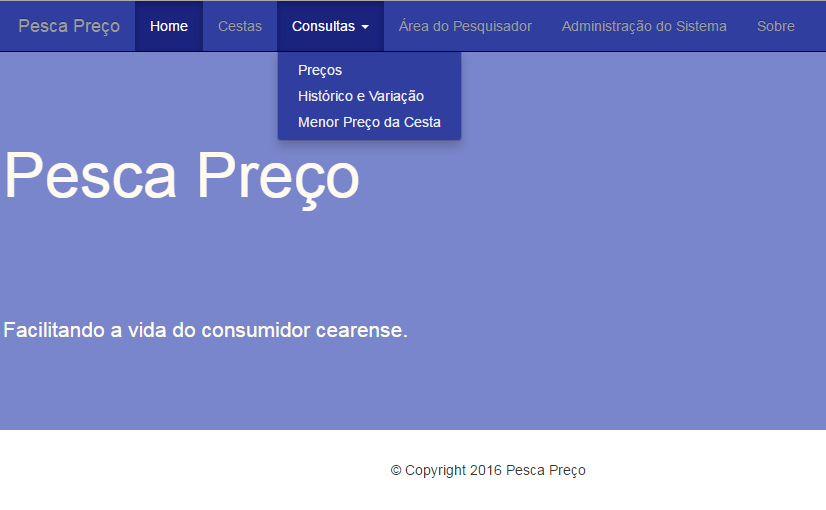 Pesca Preço Home Cestas Consultas Área do Pesquisador Administração do Sistema Sobre
Preços
Histórico e Variação
Menor Preço da Cesta
Pesca Preço
Facilitando a vida do consumidor cearense.
© Copyright 2016 Pesca Preço